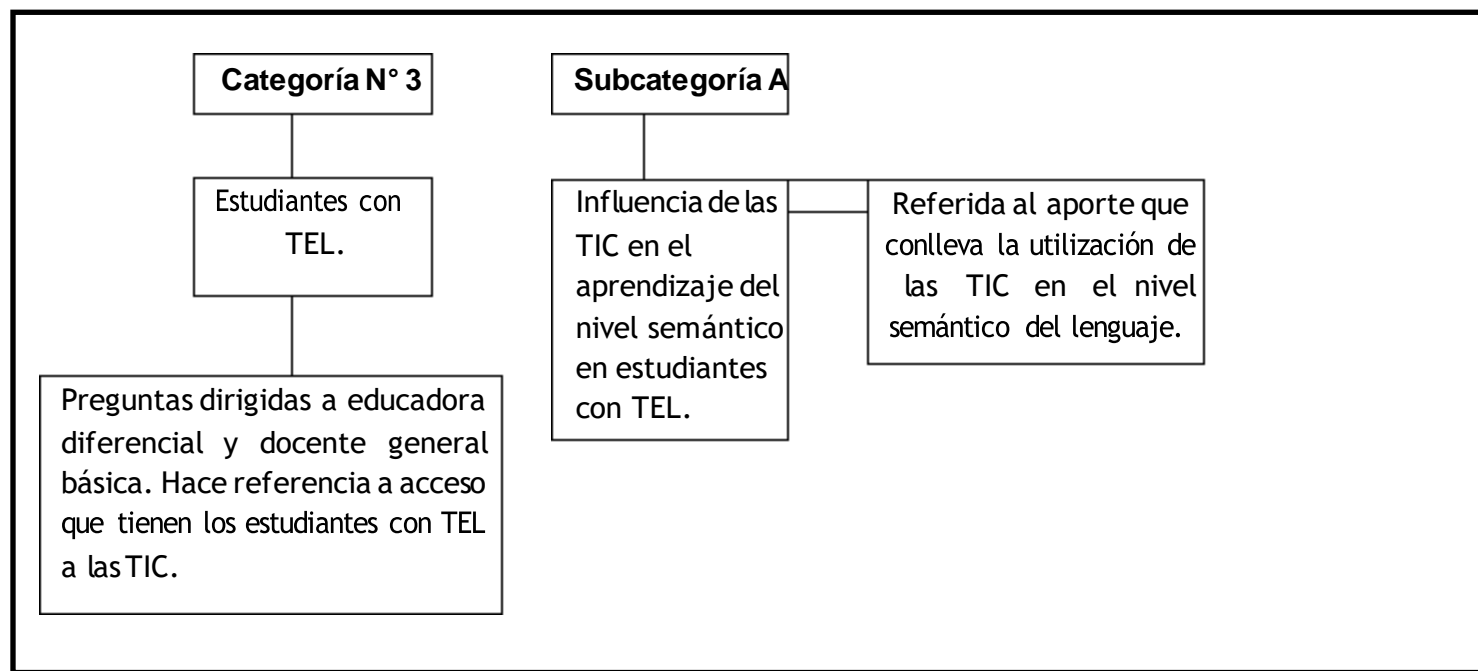 Categoría N° 3
Estudiantes con
TEL.
Preguntas dirigidas a educadora
diferencial y docente general
básica. Hace referencia a acceso
que tienen los estudiantes con TEL
a las TIC.
Subcategoría A
Influencia de las
TIC en el
aprendizaje del
nivel semántico
en estudiantes
con TEL.
Referida al aporte que
conlleva la utilización de
las TIC en el nivel
semántico del lenguaje.